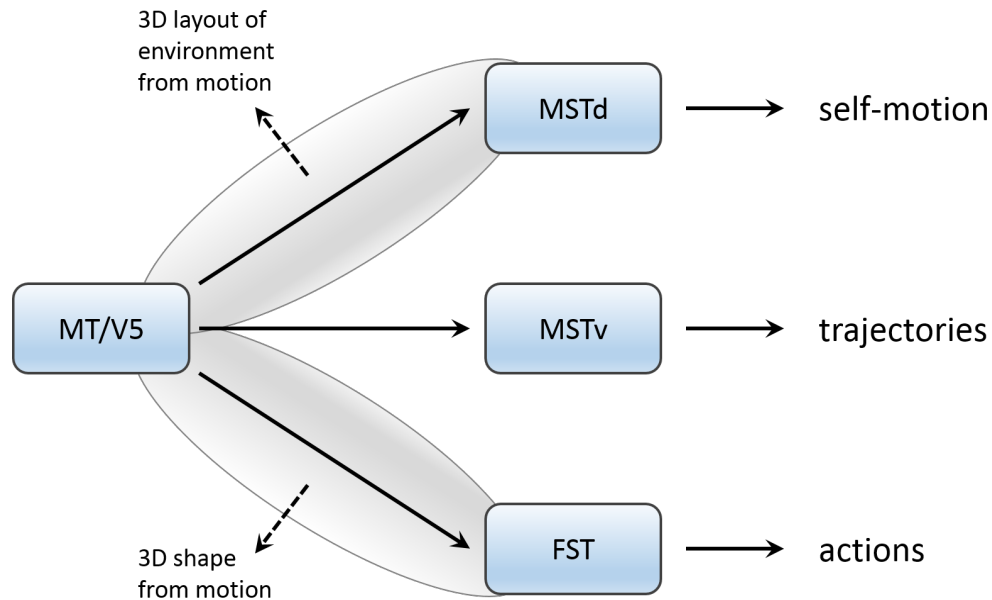 3D layout of
environment
from motion
MSTd
self-motion
MT/V5
MSTv
trajectories
3D shape
from motion
FST
actions